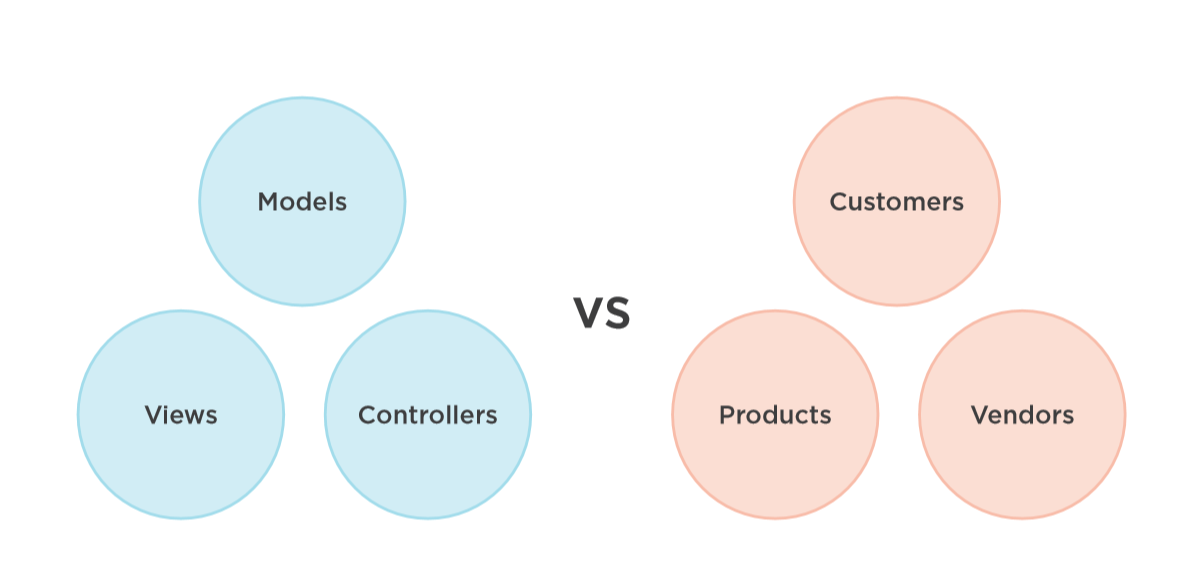 Models
Views
Controllers
vs
Customers
Products
Vendors